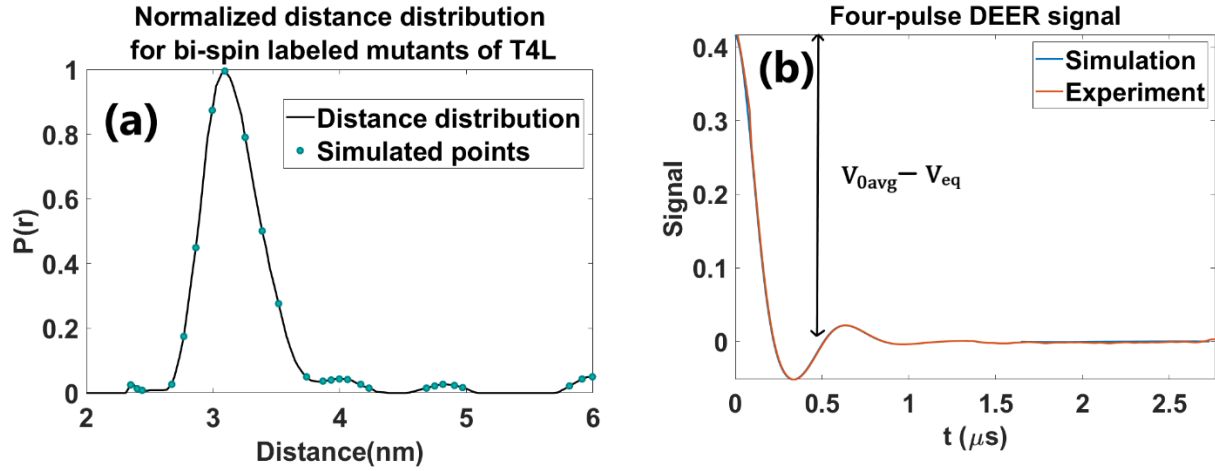 Normalized distance distribution
for bi-spin labeled mutants of T4L
(a)
Distance distribution
Simulated points
P(r)
1
0.8
0.6
0.4
0.2
0
2
3
4
5
6
Distance(nm)
Four-pulse DEER signal
(b)
Simulation
Experiment
V0avg− Veq
Signal
0.4
0.3
0.2
0.1
0
0
0.5
1
1.5
2
2.5
t (μs)